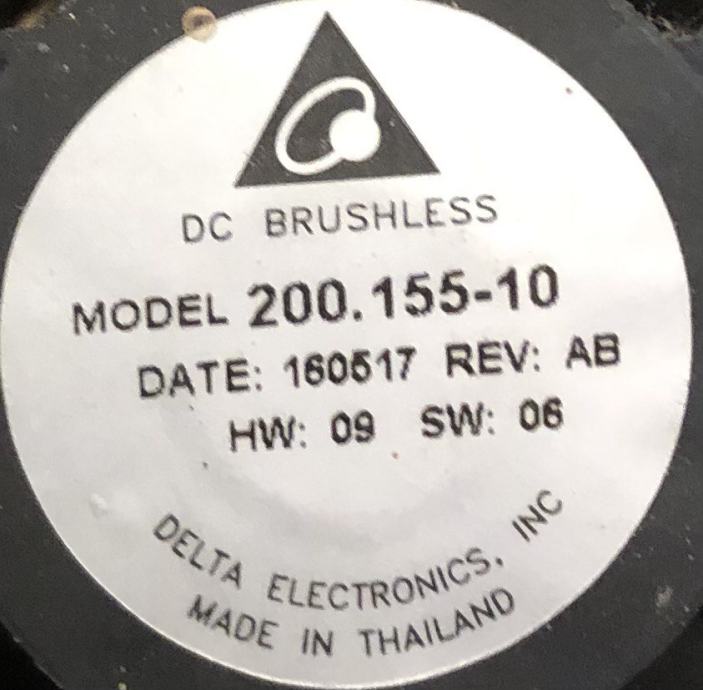 DC BRUSHLESS
MODEL 200.155-10
DATE: 160517 REV: AB
HW: 09 SW: 06
DELTA ELECTRONICS, INC
MADE IN THAILAND